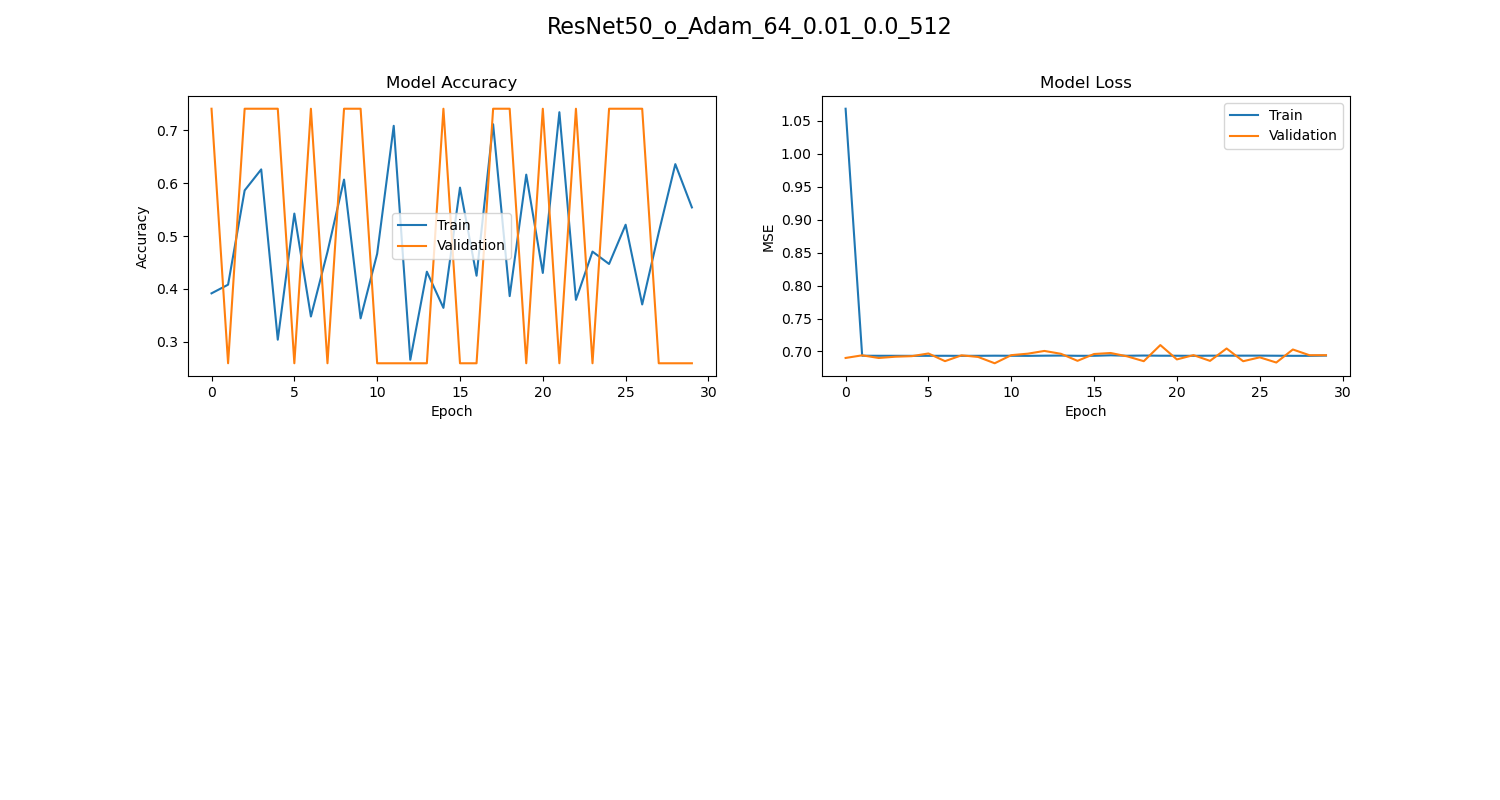 ResNet50_o_Adam_64_0.01_0.0_512
Model Accuracy
Accuracy
0.7
0.6
0.5
0.4
0.3
Train
Validation
0 5 10 15 20 25 30
Epoch
Model Loss
MSE
1.05
1.00
0.95
0.90
0.85
0.80
0.75
0.70
Train
Validation
0 5 10 15 20 25 30
Epoch